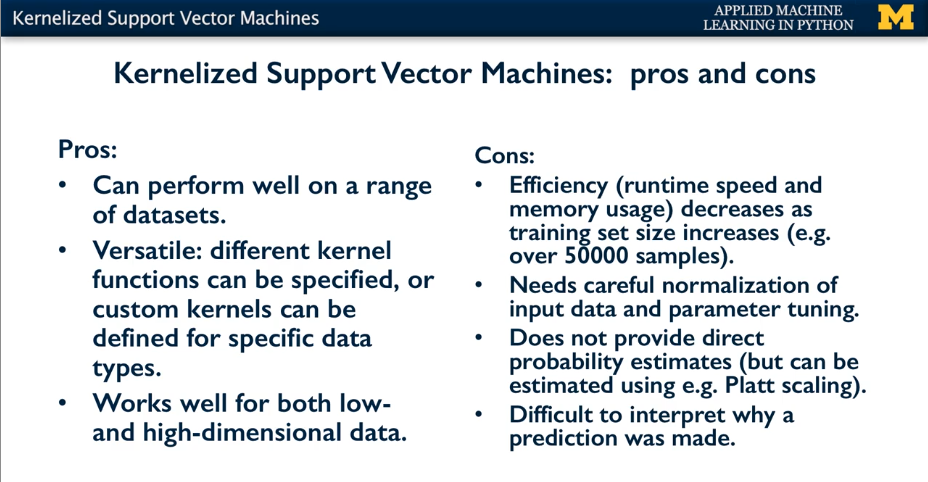 Kernelized Support Vector Machines
APPLIED MACHINE
LEARNING IN PYTHON
M
Kernelized Support Vector Machines: pros and cons
Pros:
• Can perform well on a range
of datasets.
• Versatile: different kernel
functions can be specified, or
custom kernels can be
defined for specific data
types.
• Works well for both low-
and high-dimensional data.
Cons:
• Efficiency (runtime speed and
memory usage) decreases as
training set size increases (e.g.
over 50000 samples).
• Needs careful normalization of
input data and parameter tuning.
• Does not provide direct
probability estimates (but can be
estimated using e.g. Platt scaling).
• Difficult to interpret why a
prediction was made.